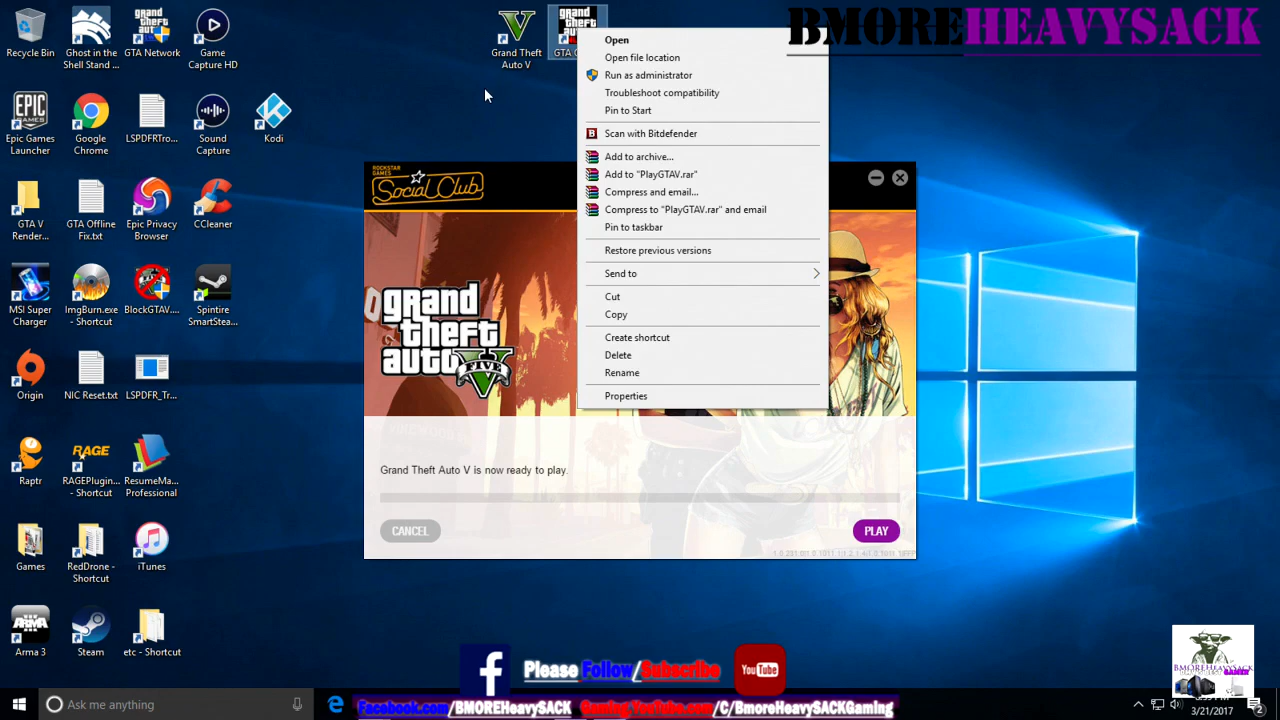 BMOREHEAVYSACK
Recycle Bin
Ghost in the
Shell Stand ...
GTA Network
Game
Capture HD
Grand Theft
Auto V
Epic Games
Launcher
Google
Chrome
LSPDFRTro...
Sound
Capture
Kodi
GTA V
Render...
GTA Offline
Fix.txt
Epic Privacy
Browser
CCleaner
MSI Super
Charger
ImgBurn.exe
- Shortcut
BlockGTAV....
Spintire
SmartStea...
Origin
NIC Reset.txt
LSPDFR_Tr...
Raptr
RAGE
RAGEPlugin...
- Shortcut
ResumeMa...
Professional
Games
RedDrone -
Shortcut
iTunes
ARMA
Arma 3
Steam
etc - Shortcut
Open
Open file location
Run as administrator
Troubleshoot compatibility
Pin to Start
Scan with Bitdefender
Add to archive...
Add to "PlayGTAV.rar"
Compress and email...
Compress to "PlayGTAV.rar" and email
Pin to taskbar
Restore previous versions
Send to
Cut
Copy
Create shortcut
Delete
Rename
Properties
ROCKSTAR
GAMES
Social Club
grand
theft
auto
FIVE
Grand Theft Auto V is now ready to play.
CANCEL
PLAY
Please Follow/Subscribe
YouTube
Facebook.com/BMOREHeavySACK Gaming.YouTube.com/C/BmoreHeavySACKGaming
BMOREHEAVYSACK
Ask me anything
3/21/2017
2